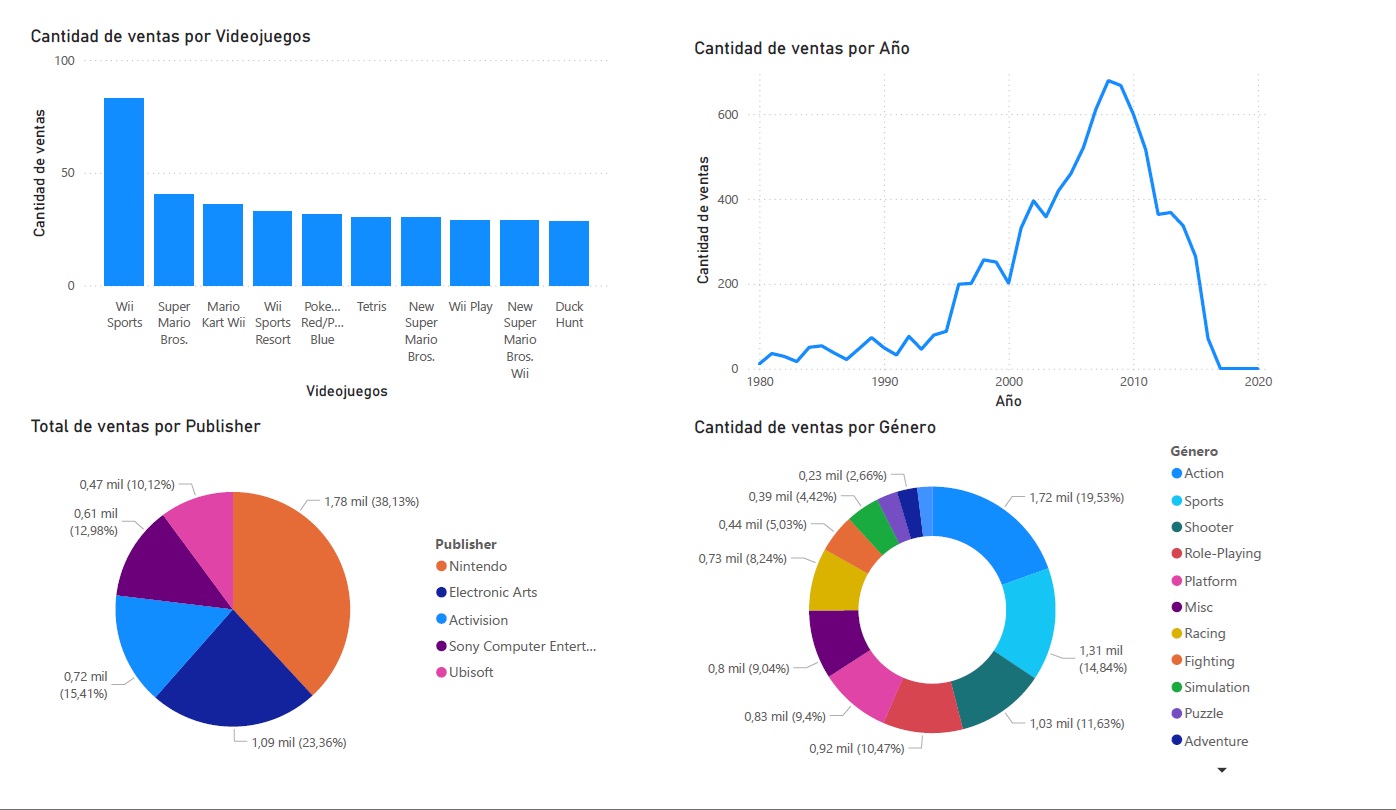 Cantidad de ventas por Videojuegos
100
50
0
Cantidad de ventas
Wii
Sports
Super
Mario
Bros.
Mario
Kart Wii
Wii
Sports
Resort
Poke...
Red/P...
Blue
Tetris
New
Super
Mario
Bros.
Wii Play
New
Super
Mario
Bros.
Wii
Duck
Hunt
Videojuegos
Cantidad de ventas por Año
600
400
200
0
Cantidad de ventas
1980
1990
2000
2010
2020
Año
Total de ventas por Publisher
0,47 mil (10,12%)
1,78 mil (38,13%)
0,61 mil
(12,98%)
0,72 mil
(15,41%)
1,09 mil (23,36%)
Publisher
Nintendo
Electronic Arts
Activision
Sony Computer Entert...
Ubisoft
Cantidad de ventas por Género
0,23 mil (2,66%)
0,39 mil (4,42%)
1,72 mil (19,53%)
0,44 mil (5,03%)
0,73 mil (8,24%)
0,8 mil (9,04%)
1,31 mil
(14,84%)
0,83 mil (9,4%)
1,03 mil (11,63%)
0,92 mil (10,47%)
Género
Action
Sports
Shooter
Role-Playing
Platform
Misc
Racing
Fighting
Simulation
Puzzle
Adventure